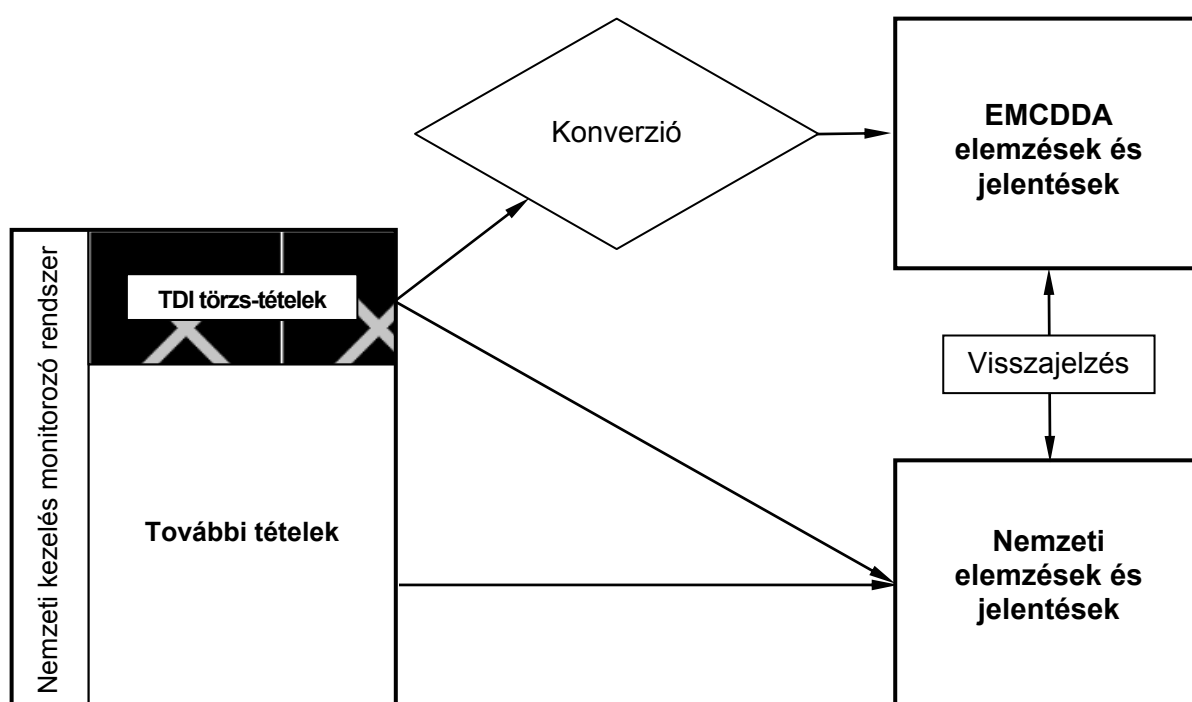 Konverzió
EMCDDA
elemzések és
jelentések
Nemzeti kezelés monitorozó rendszer
TDI törzs-tételek
Visszajelzés
További tételek
Nemzeti
elemzések és
jelentések